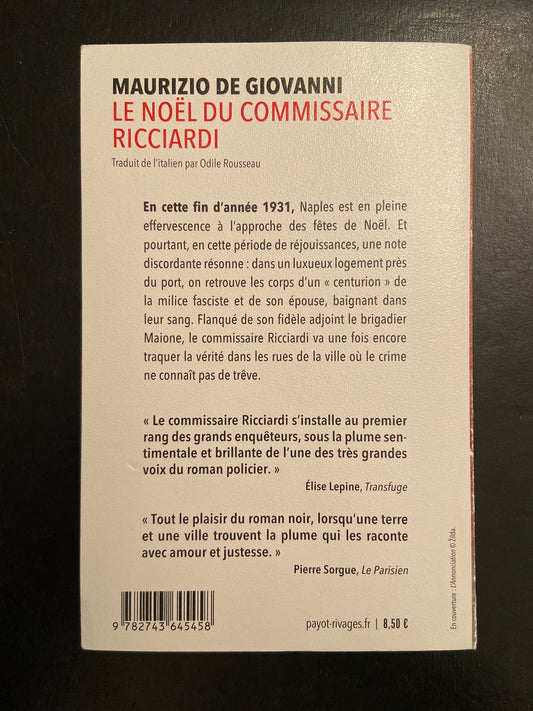 MAURIZIO DE GIOVANNI
LE NOËL DU COMMISSAIRE
RICCIARDI
Traduit de l'italien par Odile Rousseau
En cette fin d'année 1931, Naples est en pleine
effervescence à l'approche des fêtes de Noël. Et
pourtant, en cette période de réjouissances, une note
discordante résonne : dans un luxueux logement près
du port, on retrouve les corps d'un « centurion » de
la milice fasciste et de son épouse, baignant dans
leur sang. Flanqué de son fidèle adjoint le brigadier
Maione, le commissaire Ricciardi va une fois encore
traquer la vérité dans les rues de la ville où le crime
ne connaît pas de trêve.
« Le commissaire Ricciardi s'installe au premier
rang des grands enquêteurs, sous la plume sen-
timentale et brillante de l'une des très grandes
voix du roman policier. »
Élise Lepine, Transfuge
« Tout le plaisir du roman noir, lorsqu'une terre
et une ville trouvent la plume qui les raconte
avec amour et justesse. »
Pierre Sorgue, Le Parisien
9 782743 645458
payot-rivages.fr | 8,50 €
En couverture : L'Annonciation © Zilda.